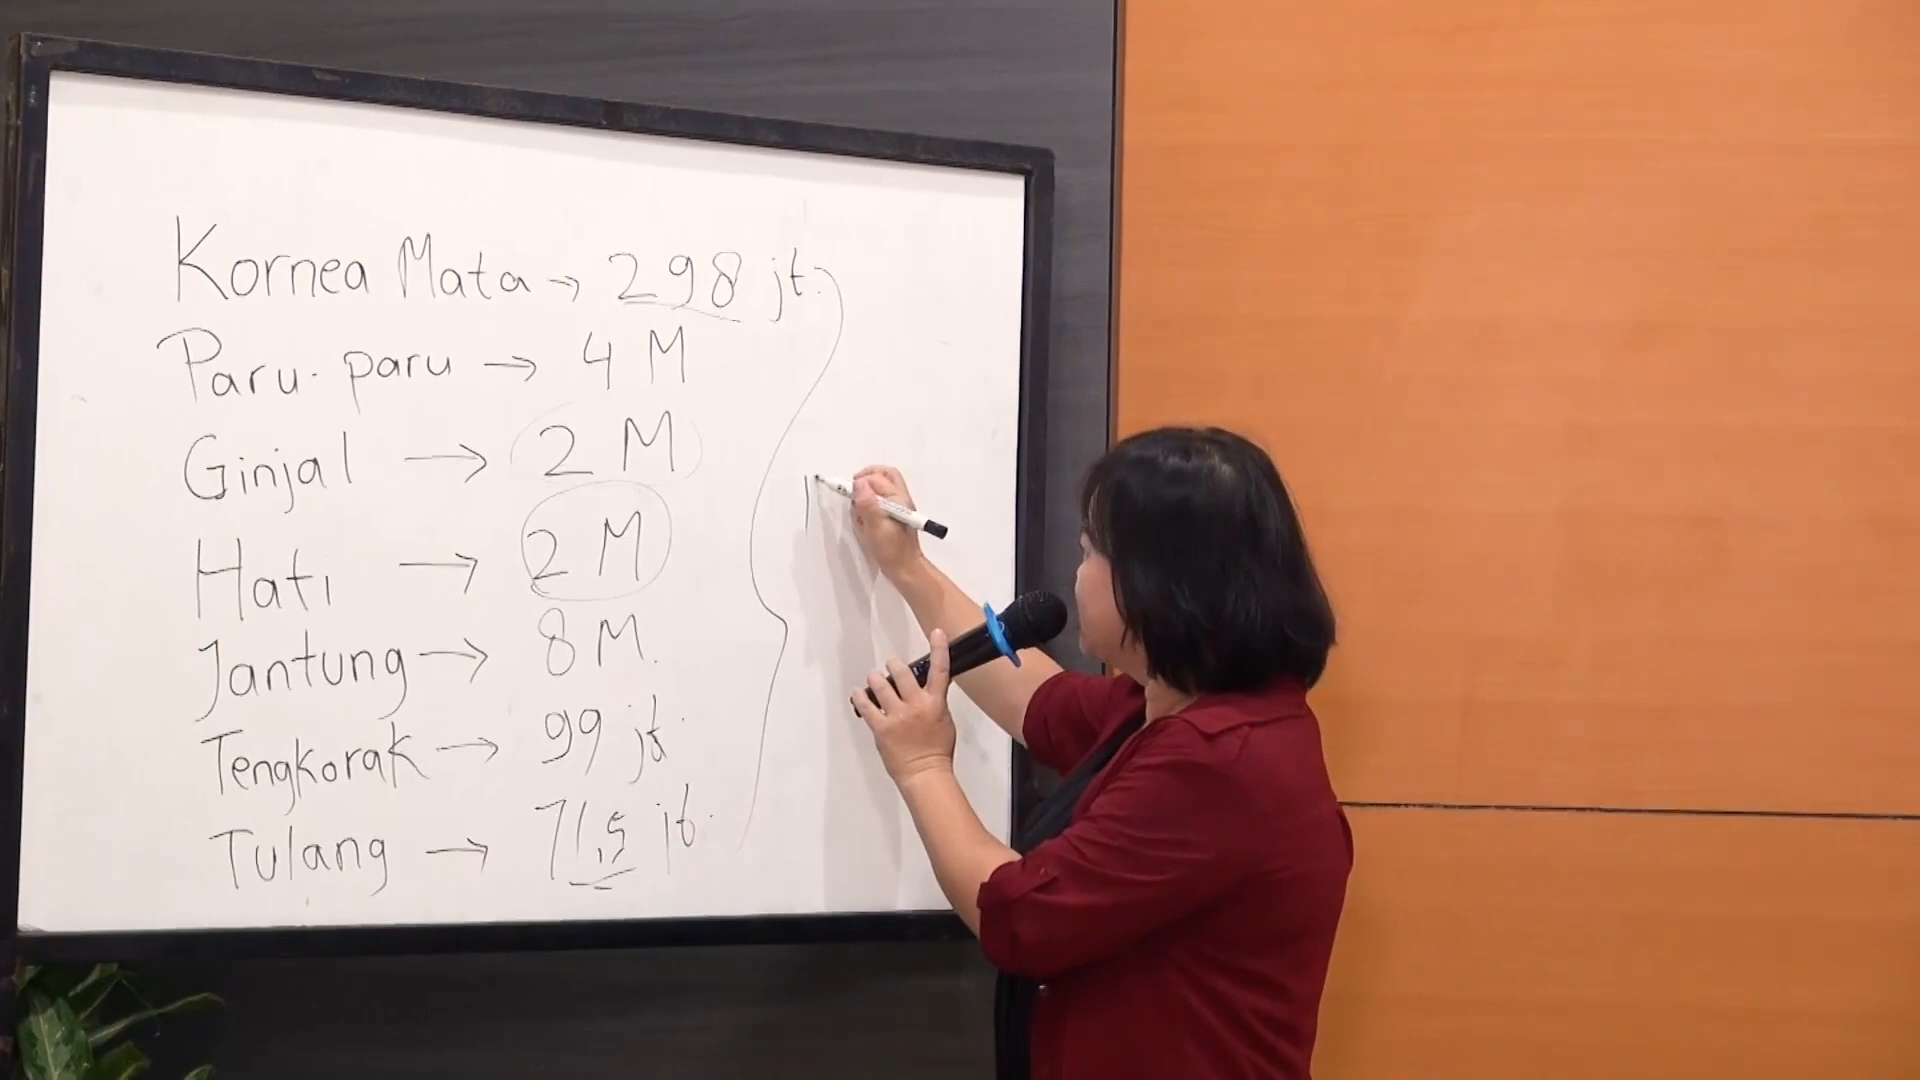 Kornea Mata → 298 jt.
Paru-paru → 4 M
Ginjal → 2 M
Hati → 2 M
Jantung → 8 M.
Tengkorak → 99 jt.
Tulang → 71,5 jt.